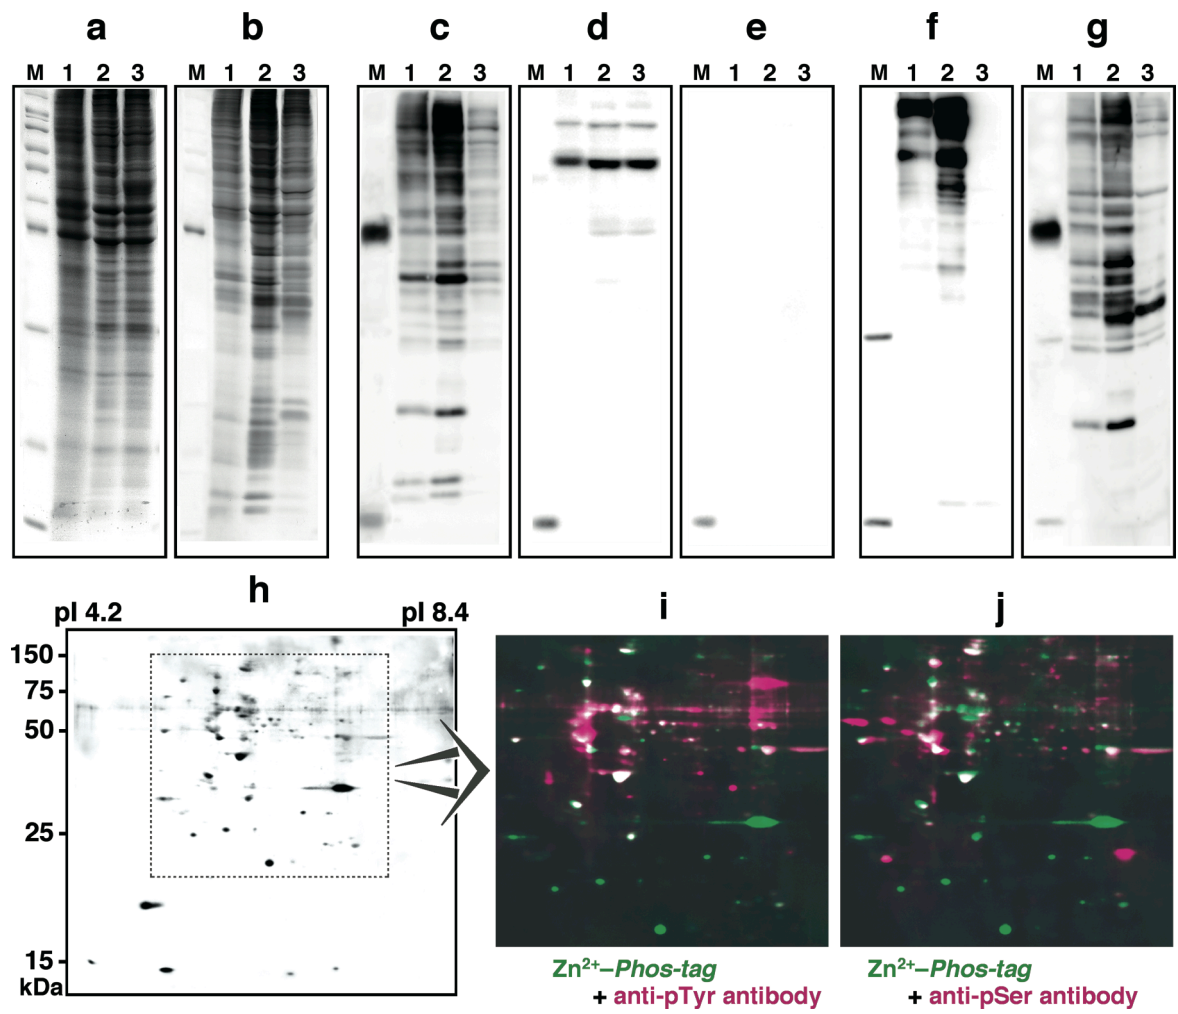 a b c d e f g
M 1 2 3 M 1 2 3 M 1 2 3 M 1 2 3 M 1 2 3 M 1 2 3 M 1 2 3
h i j
pI 4.2 pI 8.4
150
75
50
25
15
kDa
Zn²⁺–Phos-tag Zn²⁺–Phos-tag
+ anti-pTyr antibody + anti-pSer antibody